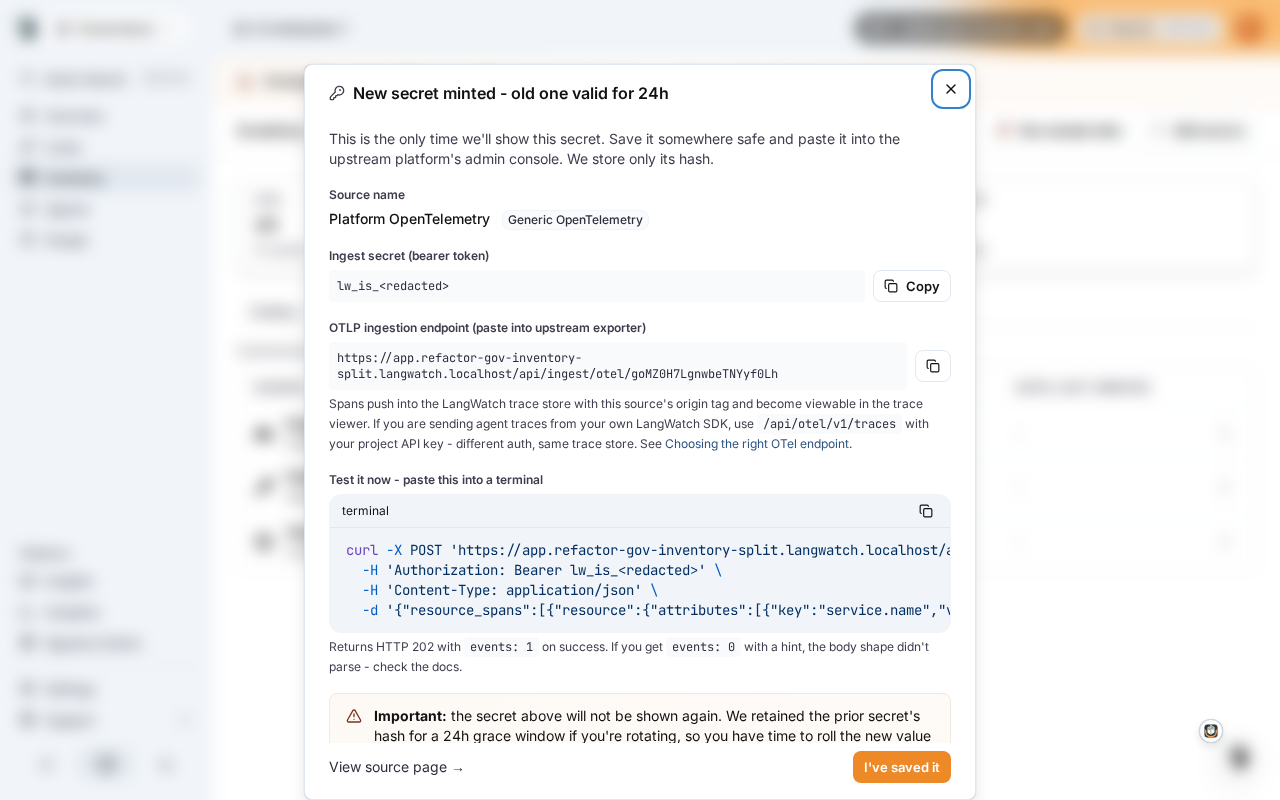 New secret minted - old one valid for 24h
This is the only time we'll show this secret. Save it somewhere safe and paste it into the
upstream platform's admin console. We store only its hash.
Source name
Platform OpenTelemetry Generic OpenTelemetry
Ingest secret (bearer token)
lw_is_<redacted> Copy
OTLP ingestion endpoint (paste into upstream exporter)
https://app.refactor-gov-inventory-
split.langwatch.localhost/api/ingest/otel/goMZ0H7LgnwbeTNYyf0Lh
Spans push into the LangWatch trace store with this source's origin tag and become viewable in the trace
viewer. If you are sending agent traces from your own LangWatch SDK, use /api/otel/v1/traces with
your project API key - different auth, same trace store. See Choosing the right OTel endpoint.
Test it now - paste this into a terminal
terminal
curl -X POST 'https://app.refactor-gov-inventory-split.langwatch.localhost/a
-H 'Authorization: Bearer lw_is_<redacted>' \
-H 'Content-Type: application/json' \
-d '{"resource_spans":[{"resource":{"attributes":[{"key":"service.name","v
Returns HTTP 202 with events: 1 on success. If you get events: 0 with a hint, the body shape didn't
parse - check the docs.
Important: the secret above will not be shown again. We retained the prior secret's
hash for a 24h grace window if you're rotating, so you have time to roll the new value
View source page → I've saved it